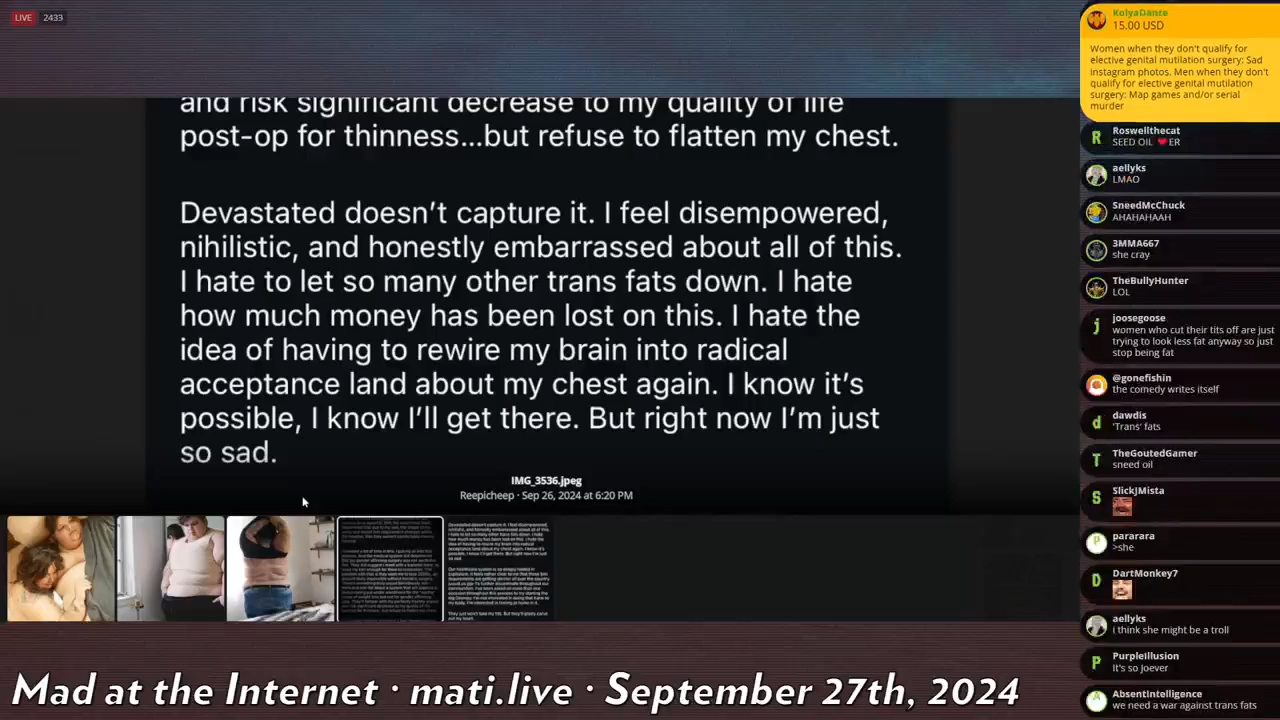 LIVE 2433
and risk significant decrease to my quality of life
post-op for thinness...but refuse to flatten my chest.
Devastated doesn't capture it. I feel disempowered,
nihilistic, and honestly embarrassed about all of this.
I hate to let so many other trans fats down. I hate
how much money has been lost on this. I hate the
idea of having to rewire my brain into radical
acceptance land about my chest again. I know it's
possible, I know I'll get there. But right now I'm just
so sad.
IMG_3536.jpeg
Reepicheep · Sep 26, 2024 at 6:20 PM
Mad at the Internet · mati.live · September 27th, 2024
KolyaDante
15.00 USD
Women when they don't qualify for
elective genital mutilation surgery: Sad
instagram photos. Men when they don't
qualify for elective genital mutilation
surgery: Map games and/or serial
murder
R
Roswellthecat
SEED OIL ❤️ER
aellyks
LMAO
SneedMcChuck
AHAHAHAAH
3MMA667
she cray
TheBullyHunter
LOL
j
joosegoose
women who cut their tits off are just
trying to look less fat anyway so just
stop being fat
@gonefishin
the comedy writes itself
d
dawdis
'Trans' fats
T
TheGoutedGamer
sneed oil
S
SlickJMista
P
pararara
>she
D
DartMonkey7
aellyks
i think she might be a troll
P
PurpleIllusion
It's so joever
A
AbsentIntelligence
we need a war against trans fats